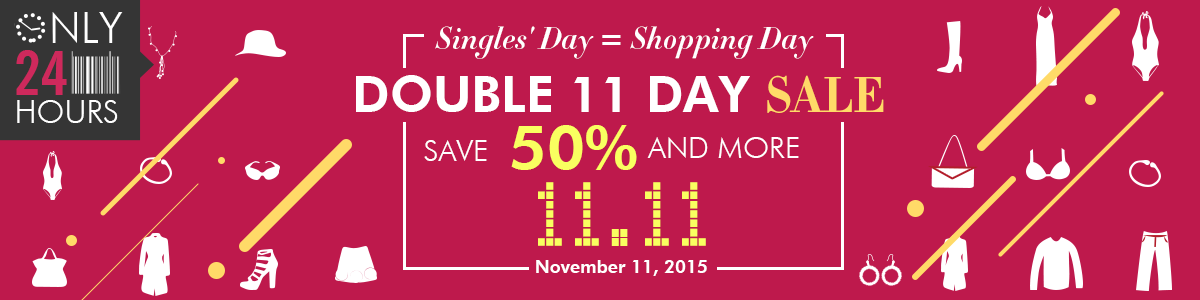 ONLY
24
HOURS
Singles' Day = Shopping Day
DOUBLE 11 DAY SALE
SAVE 50% AND MORE
11.11
November 11, 2015